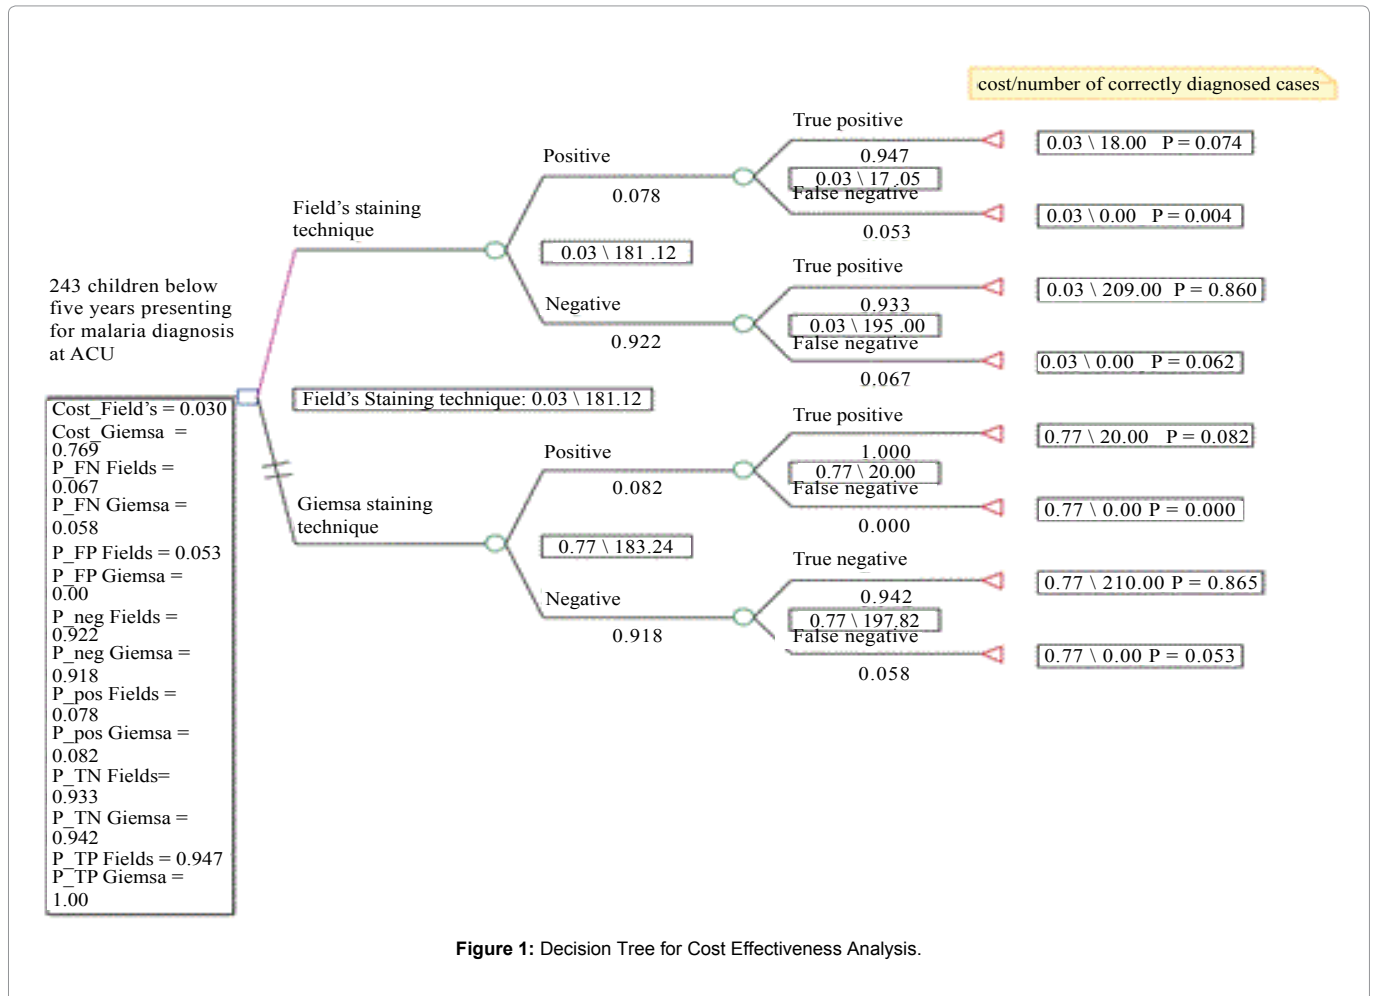 cost/number of correctly diagnosed cases
True positive
0.947
0.03 \ 18.00 P = 0.074
Positive
0.078
0.03 \ 17 .05
False negative
0.053
0.03 \ 0.00 P = 0.004
Field's staining
technique
0.03 \ 181 .12
True positive
0.933
0.03 \ 209.00 P = 0.860
Negative
0.922
0.03 \ 195 .00
False negative
0.067
0.03 \ 0.00 P = 0.062
243 children below
five years presenting
for malaria diagnosis
at ACU
Field's Staining technique: 0.03 \ 181.12
Cost_Field's = 0.030
Cost_Giemsa =
0.769
P_FN Fields =
0.067
P_FN Giemsa =
0.058
P_FP Fields = 0.053
P_FP Giemsa =
0.00
P_neg Fields =
0.922
P_neg Giemsa =
0.918
P_pos Fields =
0.078
P_pos Giemsa =
0.082
P_TN Fields=
0.933
P_TN Giemsa =
0.942
P_TP Fields = 0.947
P_TP Giemsa =
1.00
True positive
1.000
0.77 \ 20.00 P = 0.082
Positive
0.082
0.77 \ 20.00
False negative
0.000
0.77 \ 0.00 P = 0.000
Giemsa staining
technique
0.77 \ 183.24
True negative
0.942
0.77 \ 210.00 P = 0.865
Negative
0.918
0.77 \ 197.82
False negative
0.058
0.77 \ 0.00 P = 0.053
Figure 1: Decision Tree for Cost Effectiveness Analysis.